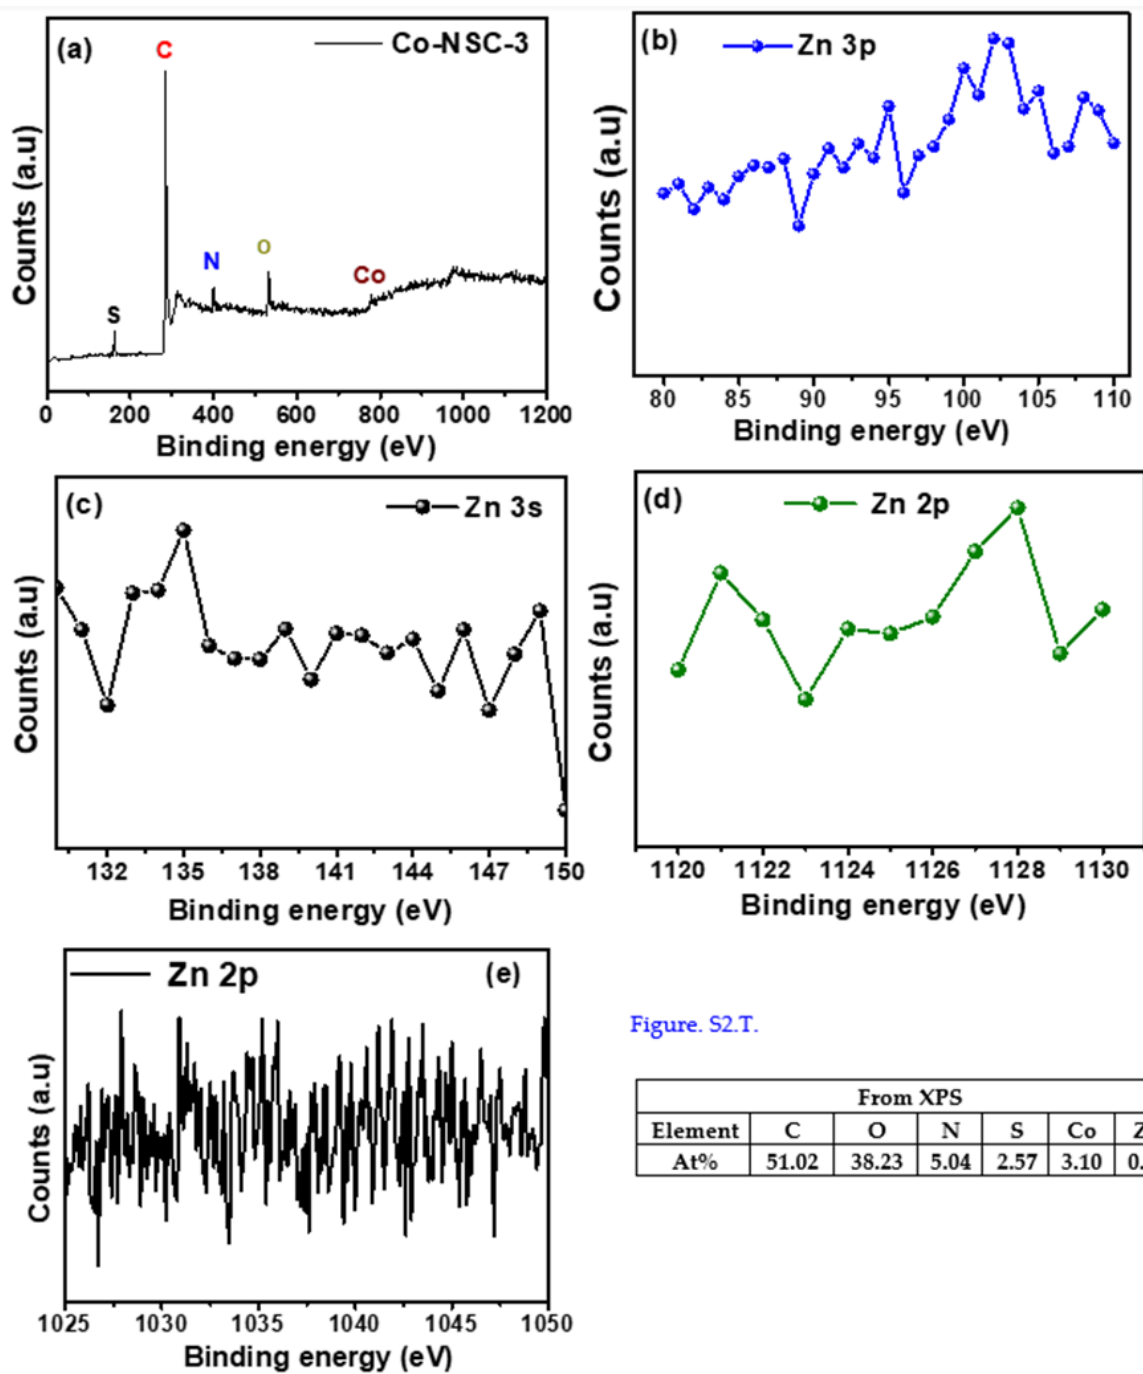 (a)
Co-NSC-3
C
S
N
O
Co
Counts (a.u)
0 200 400 600 800 1000 1200
Binding energy (eV)
(b)
Zn 3p
Counts (a.u)
80 85 90 95 100 105 110
Binding energy (eV)
(c)
Zn 3s
Counts (a.u)
132 135 138 141 144 147 150
Binding energy (eV)
(d)
Zn 2p
Counts (a.u)
1120 1122 1124 1126 1128 1130
Binding energy (eV)
Zn 2p
(e)
Counts (a.u)
1025 1030 1035 1040 1045 1050
Binding energy (eV)
Figure. S2.T.
From XPS
Element C O N S Co
At% 51.02 38.23 5.04 2.57 3.10